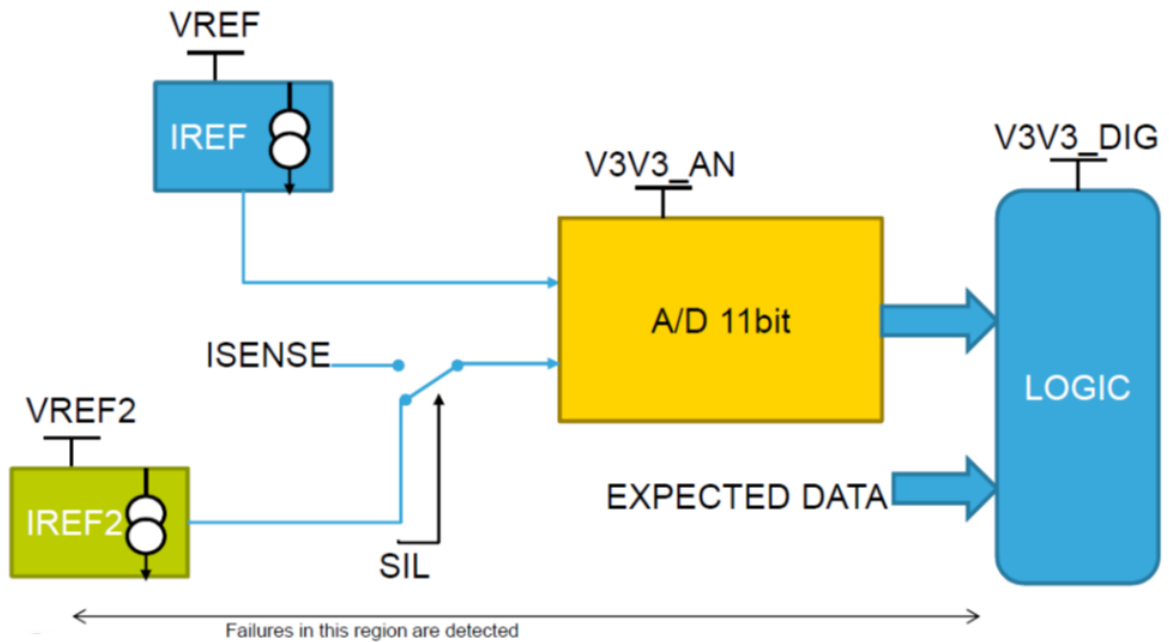 VREF
IREF
V3V3_AN
V3V3_DIG
A/D 11bit
ISENSE
LOGIC
VREF2
IREF2
EXPECTED DATA
SIL
Failures in this region are detected